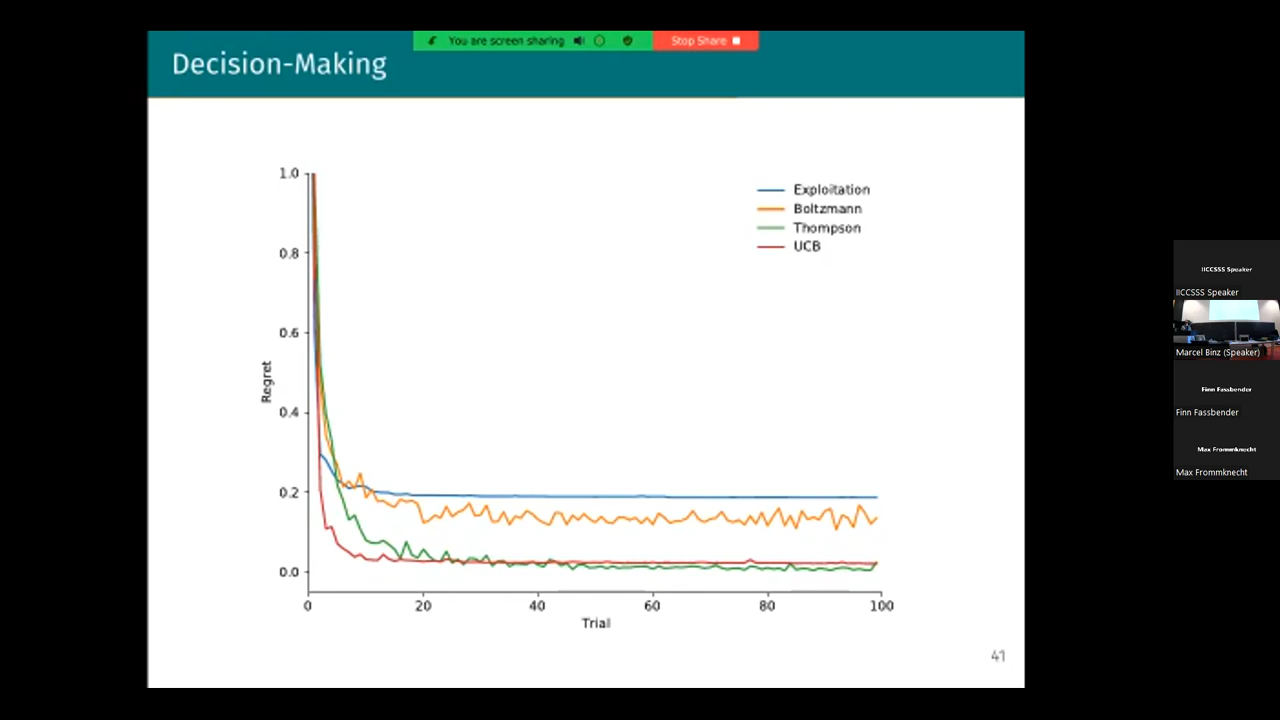 You are screen sharing
Stop Share
Decision-Making
1.0
0.8
0.6
0.4
0.2
0.0
Regret
0
20
40
60
80
100
Trial
Exploitation
Boltzmann
Thompson
UCB
41
IICCSSS Speaker
IICCSSS Speaker
Marcel Binz (Speaker)
Finn Fassbender
Finn Fassbender
Max Frommknecht
Max Frommknecht